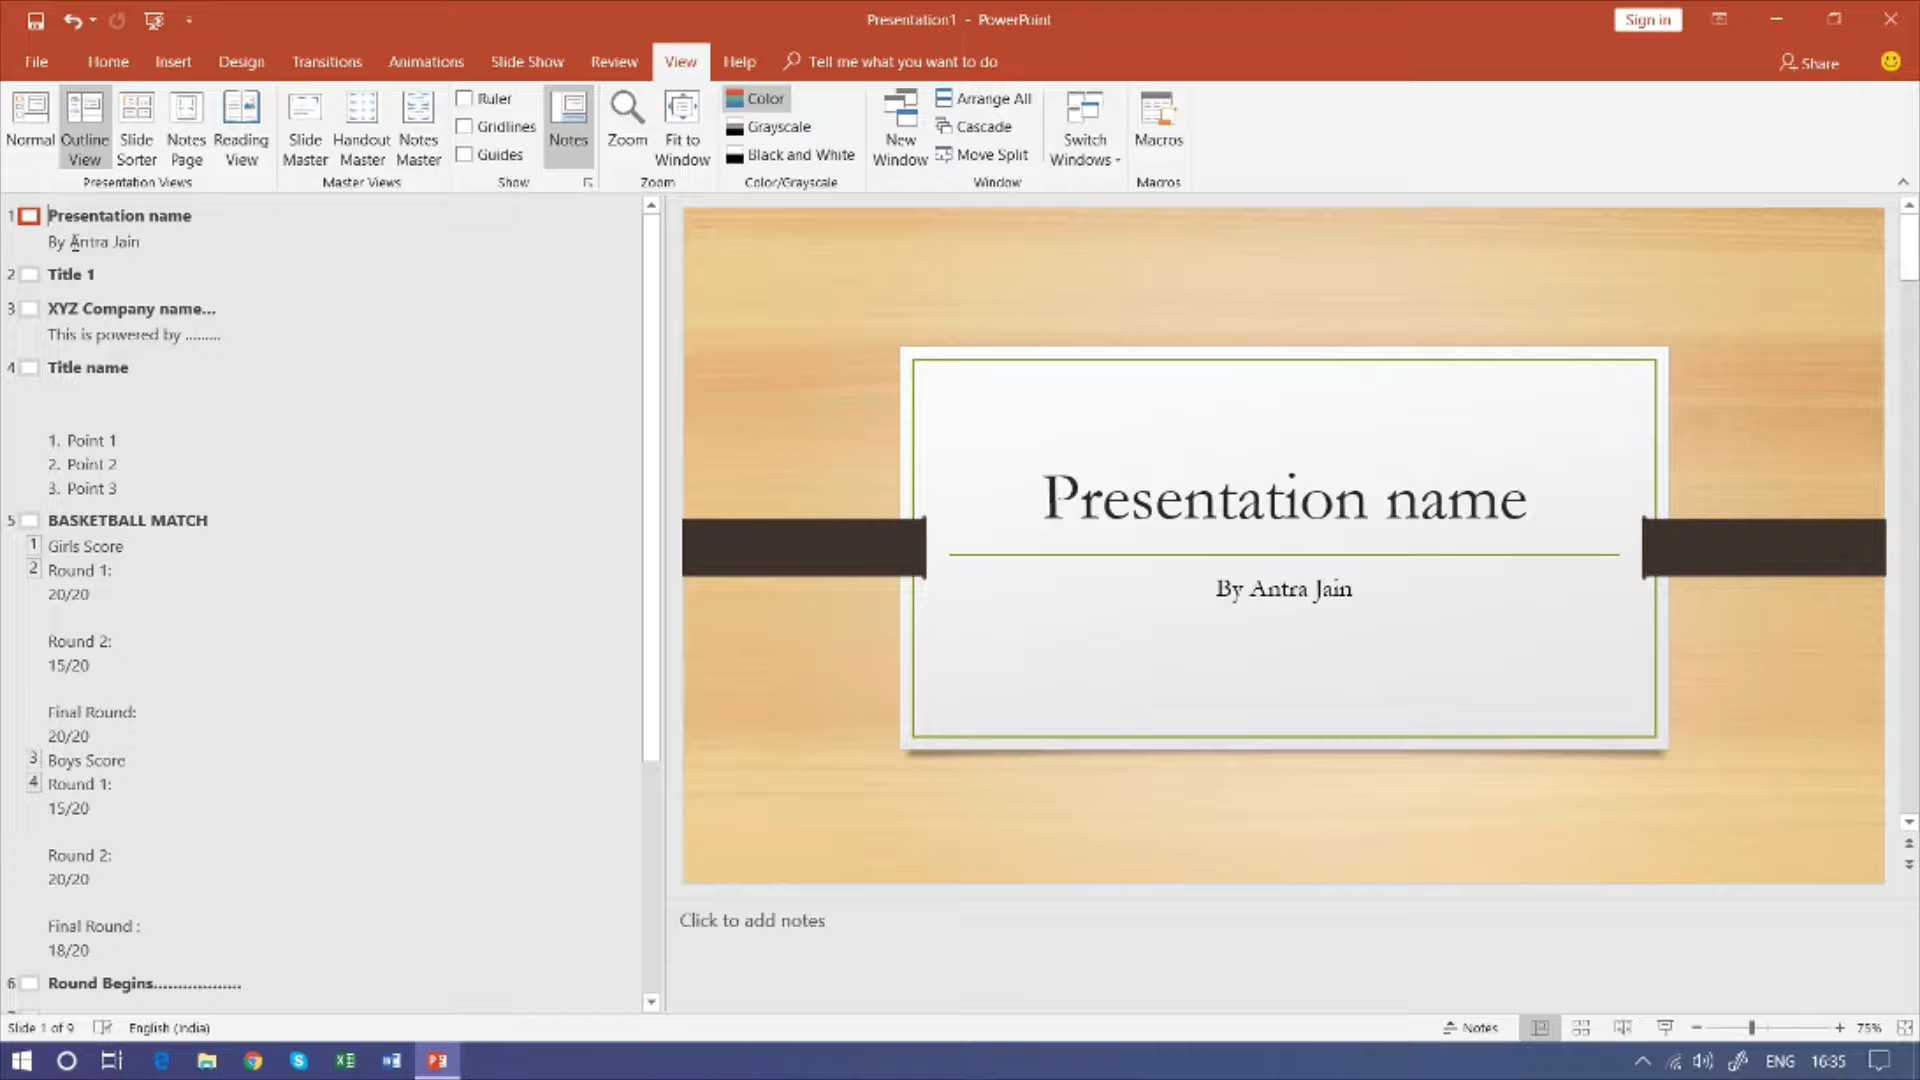 Presentation1 - PowerPoint
Sign in
File Home Insert Design Transitions Animations Slide Show Review View Help Tell me what you want to do
Share
Normal
Outline View
Slide Sorter
Notes Page
Reading View
Presentation Views
Slide Master
Handout Master
Notes Master
Master Views
Ruler
Gridlines
Guides
Show
Notes
Zoom
Fit to Window
Zoom
Color
Grayscale
Black and White
Color/Grayscale
New Window
Arrange All
Cascade
Move Split
Switch Windows
Window
Macros
Macros
1 Presentation name
By Antra Jain
2 Title 1
3 XYZ Company name...
This is powered by .........
4 Title name
1. Point 1
2. Point 2
3. Point 3
5 BASKETBALL MATCH
1 Girls Score
2 Round 1:
20/20
Round 2:
15/20
Final Round:
20/20
3 Boys Score
4 Round 1:
15/20
Round 2:
20/20
Final Round :
18/20
6 Round Begins..................
Presentation name
By Antra Jain
Click to add notes
Slide 1 of 9
English (India)
Notes
75%
ENG
16:35